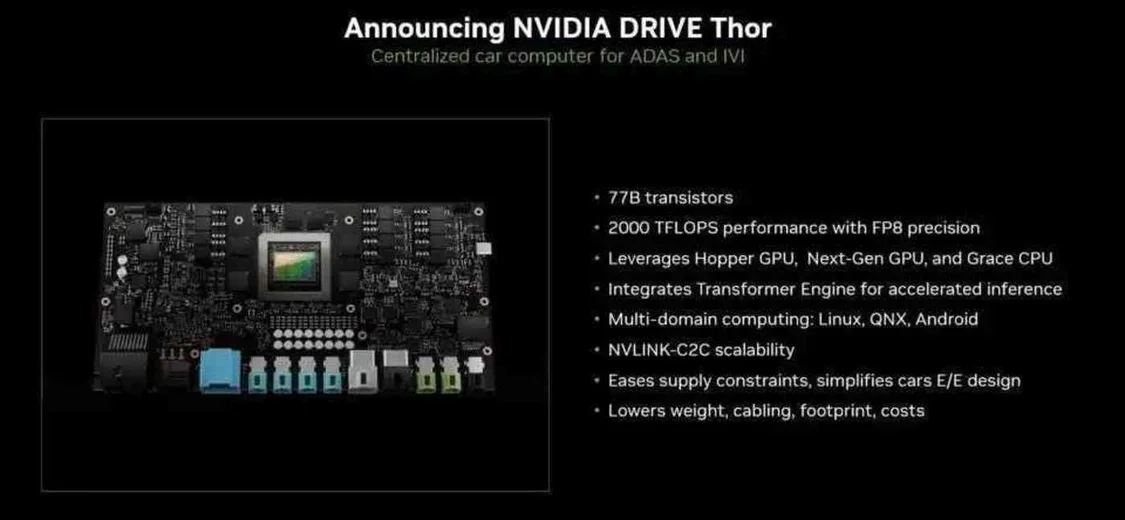 Announcing NVIDIA DRIVE Thor
Centralized car computer for ADAS and IVI
• 77B transistors
• 2000 TFLOPS performance with FP8 precision
• Leverages Hopper GPU, Next-Gen GPU, and Grace CPU
• Integrates Transformer Engine for accelerated inference
• Multi-domain computing: Linux, QNX, Android
• NVLINK-C2C scalability
• Eases supply constraints, simplifies cars E/E design
• Lowers weight, cabling, footprint, costs